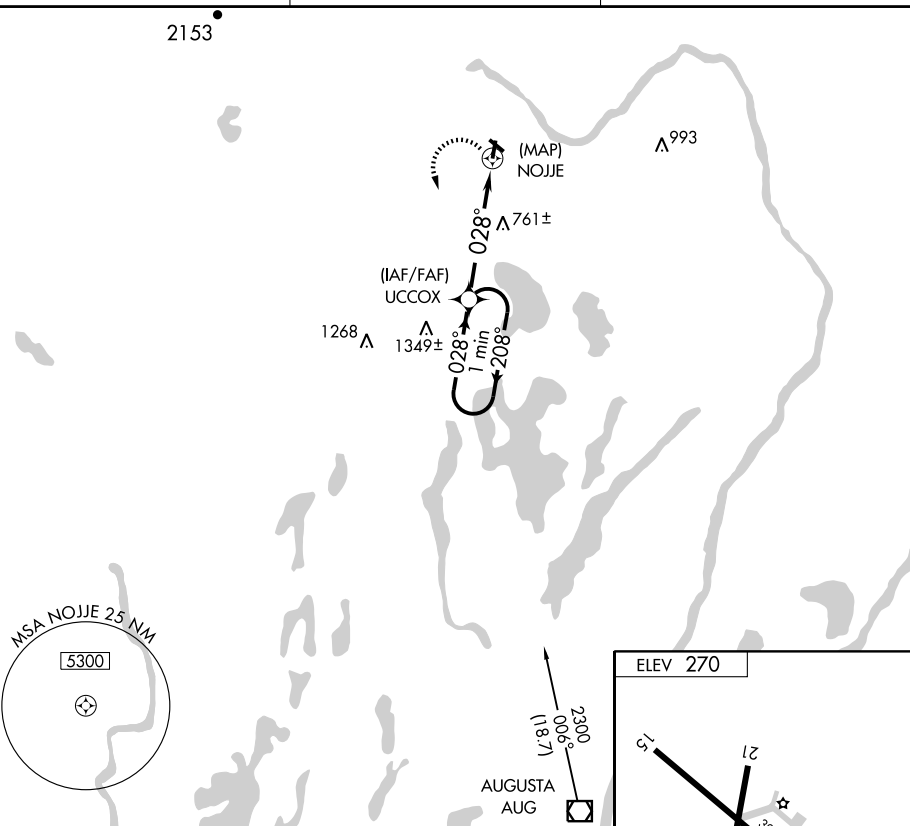 2153
993
(MAP)
NOJJE
028°
761±
(IAF/FAF)
UCCOX
1268
1349±
028°
1 min
208°
MSA NOJJE 25 NM
5300
2300
006°
(18.7)
AUGUSTA
AUG
ELEV 270
15
21